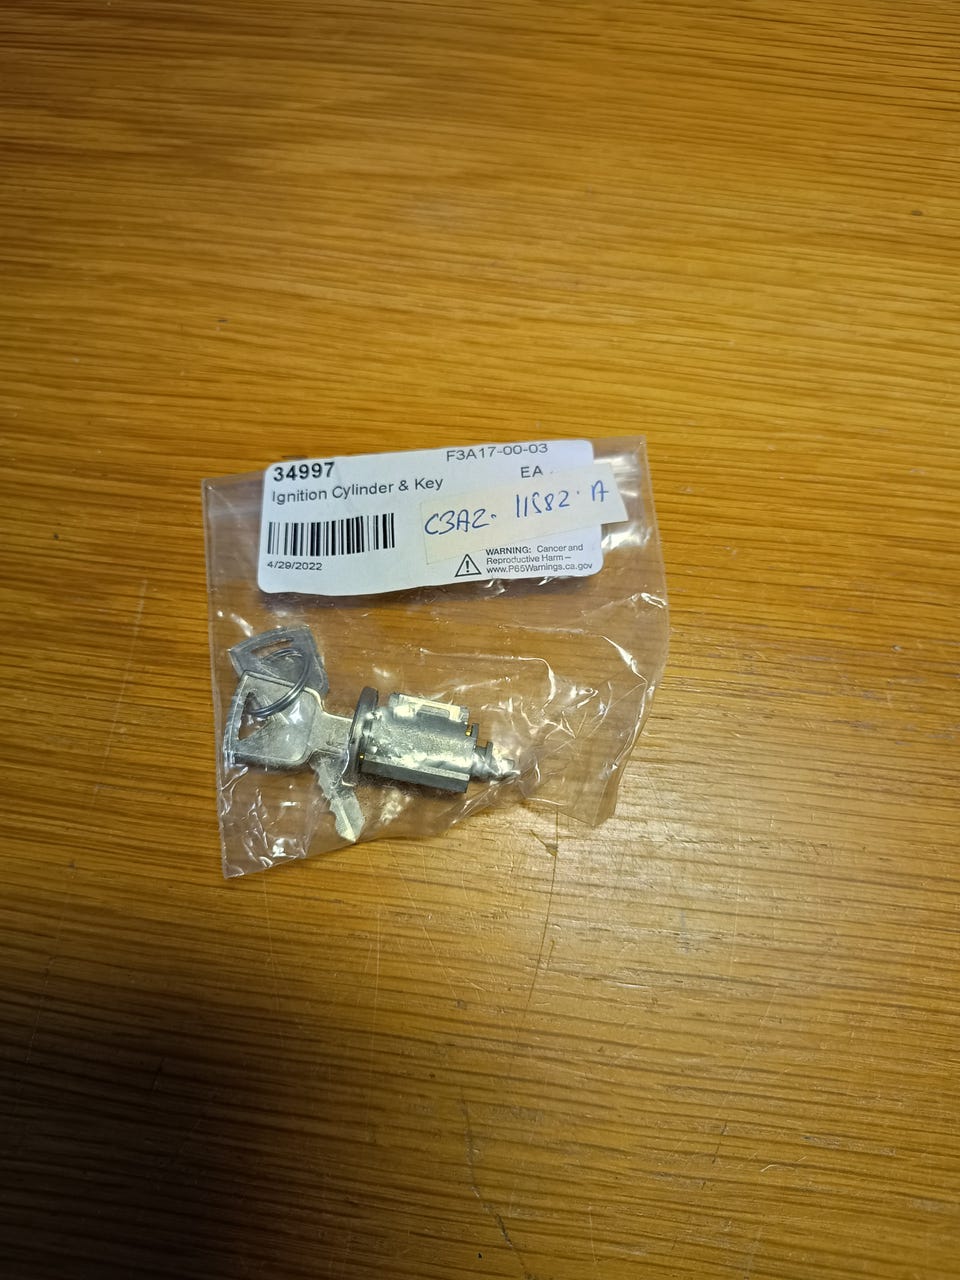 34997
F3A17-00-03
Ignition Cylinder & Key
EA
C3AZ. 11582. A
4/29/2022
WARNING: Cancer and
Reproductive Harm –
www.P65Warnings.ca.gov